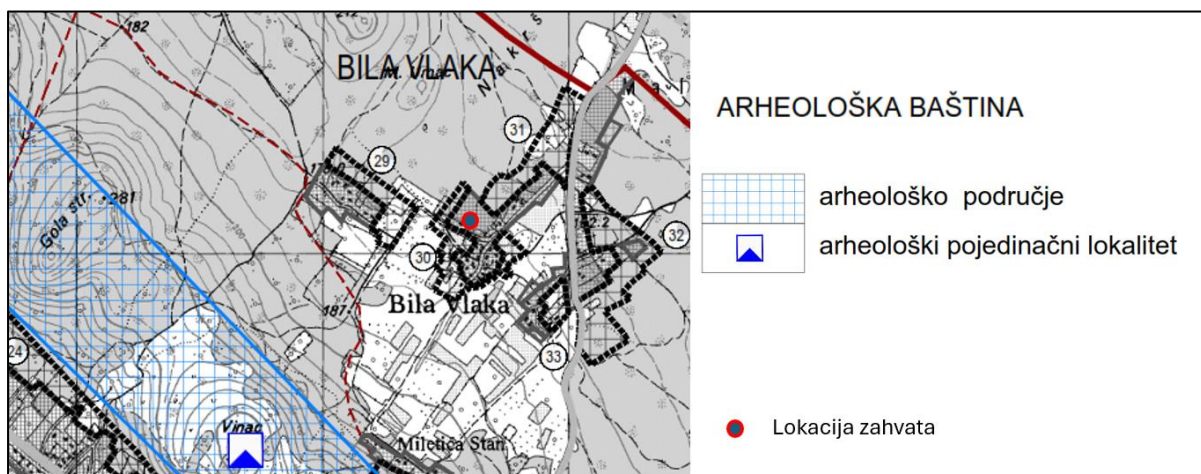 182
BILA VLAKA
31
29
281
Gola str.
30
32
Bila Vlaka
187
33
24
Vinac
Miletića Stan
ARHEOLOŠKA BAŠTINA
arheološko područje
arheološki pojedinačni lokalitet
Lokacija zahvata